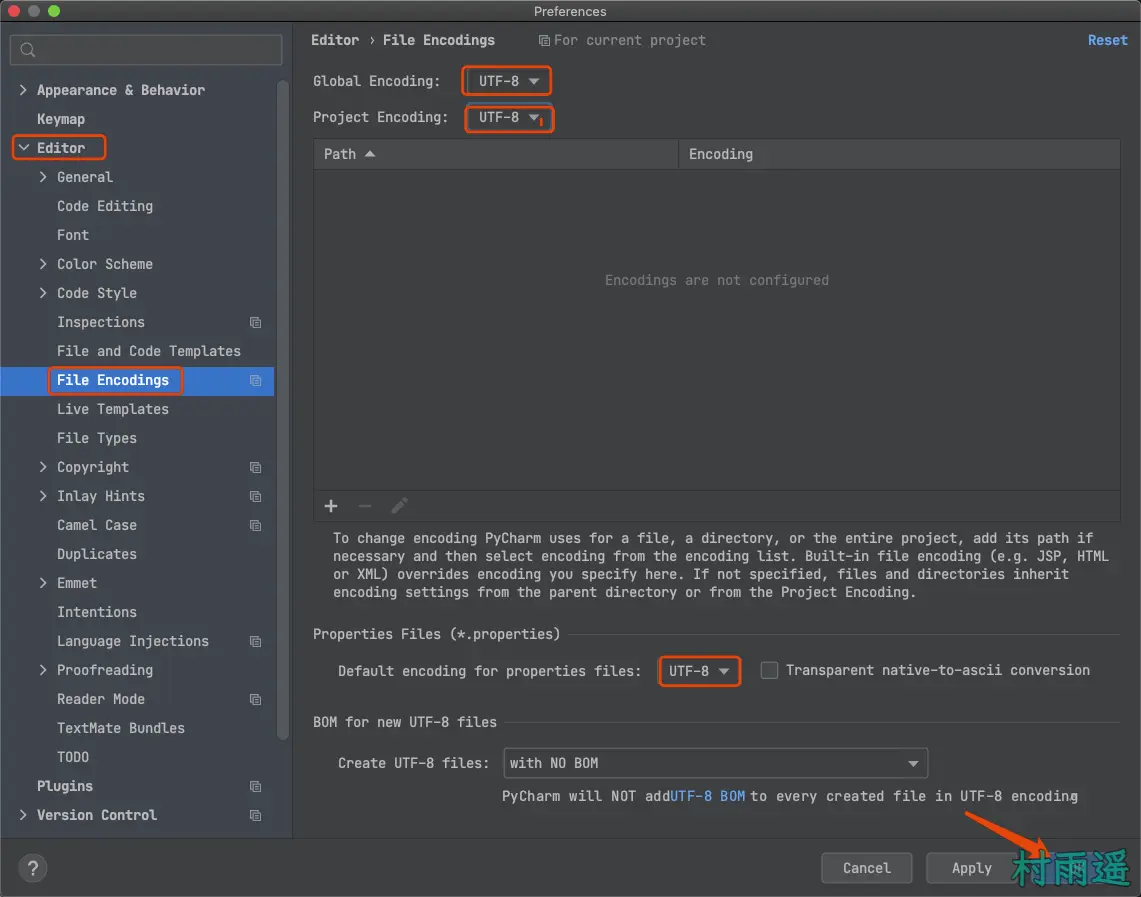 Preferences
Editor › File Encodings
For current project
Reset
Appearance & Behavior
Keymap
Editor
General
Code Editing
Font
Color Scheme
Code Style
Inspections
File and Code Templates
File Encodings
Live Templates
File Types
Copyright
Inlay Hints
Camel Case
Duplicates
Emmet
Intentions
Language Injections
Proofreading
Reader Mode
TextMate Bundles
TODO
Plugins
Version Control
Global Encoding: UTF-8
Project Encoding: UTF-8
Path Encoding
Encodings are not configured
To change encoding PyCharm uses for a file, a directory, or the entire project, add its path if
necessary and then select encoding from the encoding list. Built-in file encoding (e.g. JSP, HTML
or XML) overrides encoding you specify here. If not specified, files and directories inherit
encoding settings from the parent directory or from the Project Encoding.
Properties Files (*.properties)
Default encoding for properties files: UTF-8 Transparent native-to-ascii conversion
BOM for new UTF-8 files
Create UTF-8 files: with NO BOM
PyCharm will NOT addUTF-8 BOM to every created file in UTF-8 encoding
?
Cancel
Apply
村雨遥